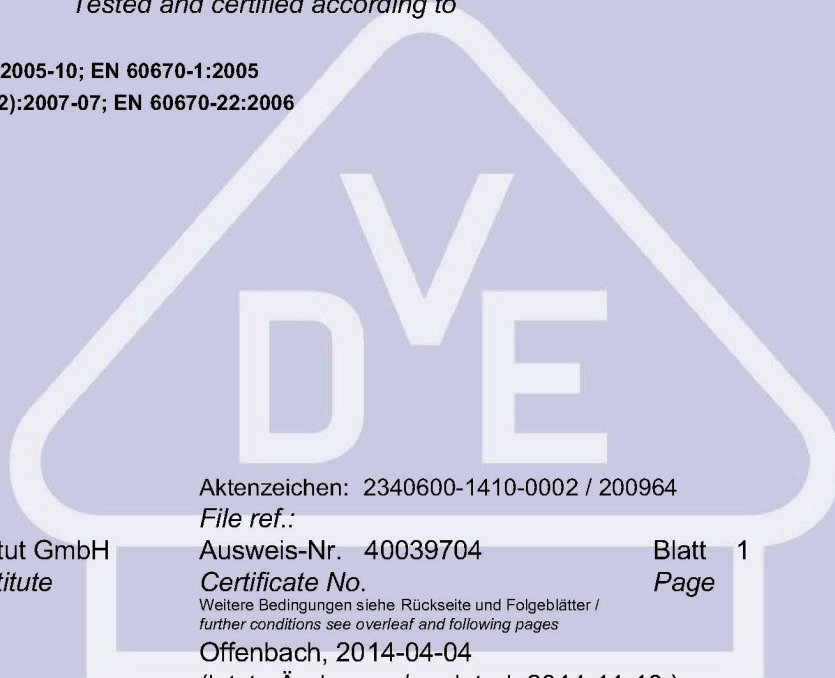 Tested and certified according to
2005-10; EN 60670-1:2005
2):2007-07; EN 60670-22:2006
VDE
Aktenzeichen: 2340600-1410-0002 / 200964
File ref.:
tut GmbH Ausweis-Nr. 40039704 Blatt 1
titute Certificate No. Page
Weitere Bedingungen siehe Rückseite und Folgeblätter /
further conditions see overleaf and following pages
Offenbach, 2014-04-04